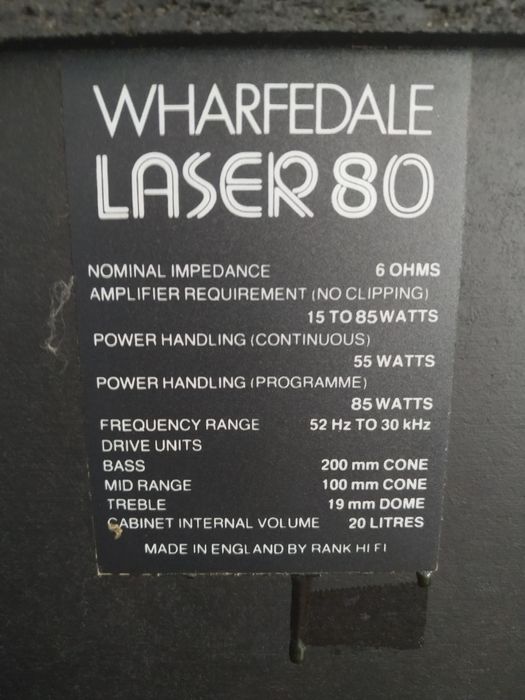 WHARFEDALE
LASER 80
NOMINAL IMPEDANCE 6 OHMS
AMPLIFIER REQUIREMENT (NO CLIPPING)
15 TO 85 WATTS
POWER HANDLING (CONTINUOUS)
55 WATTS
POWER HANDLING (PROGRAMME)
85 WATTS
FREQUENCY RANGE 52 Hz TO 30 kHz
DRIVE UNITS
BASS 200 mm CONE
MID RANGE 100 mm CONE
TREBLE 19 mm DOME
CABINET INTERNAL VOLUME 20 LITRES
MADE IN ENGLAND BY RANK HI FI